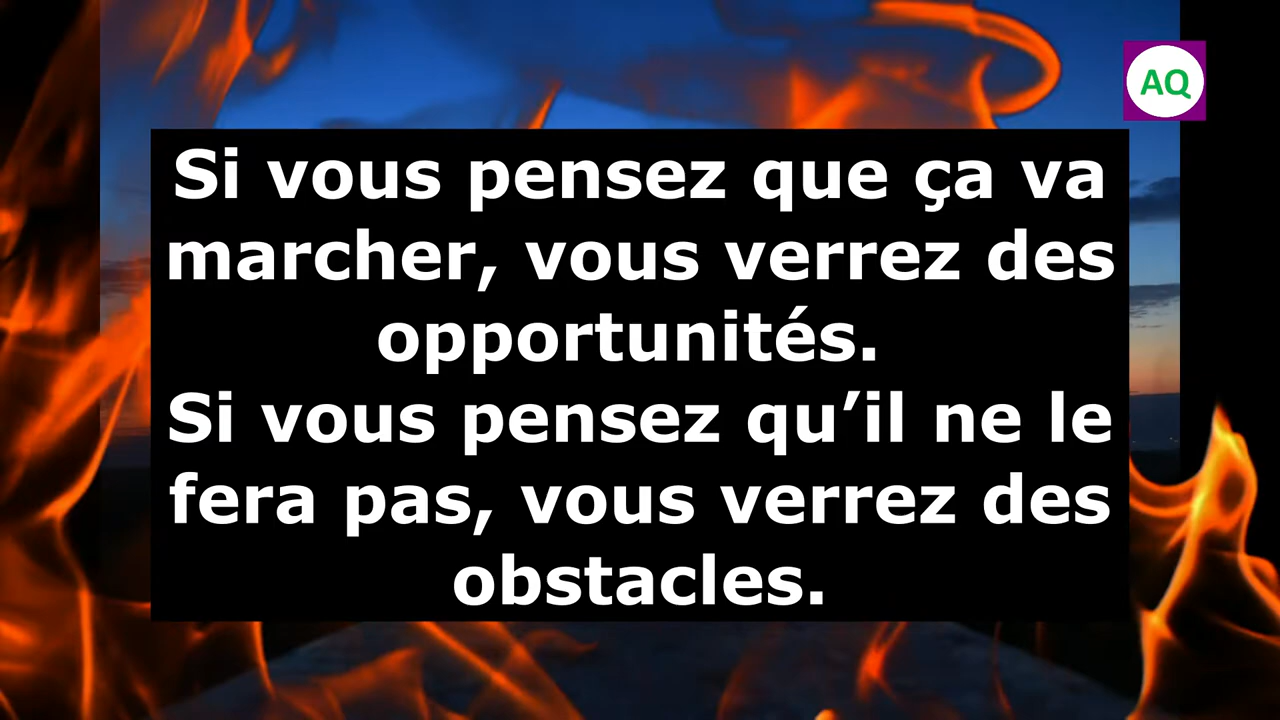 AQ
Si vous pensez que ça va
marcher, vous verrez des
opportunités.
Si vous pensez qu’il ne le
fera pas, vous verrez des
obstacles.